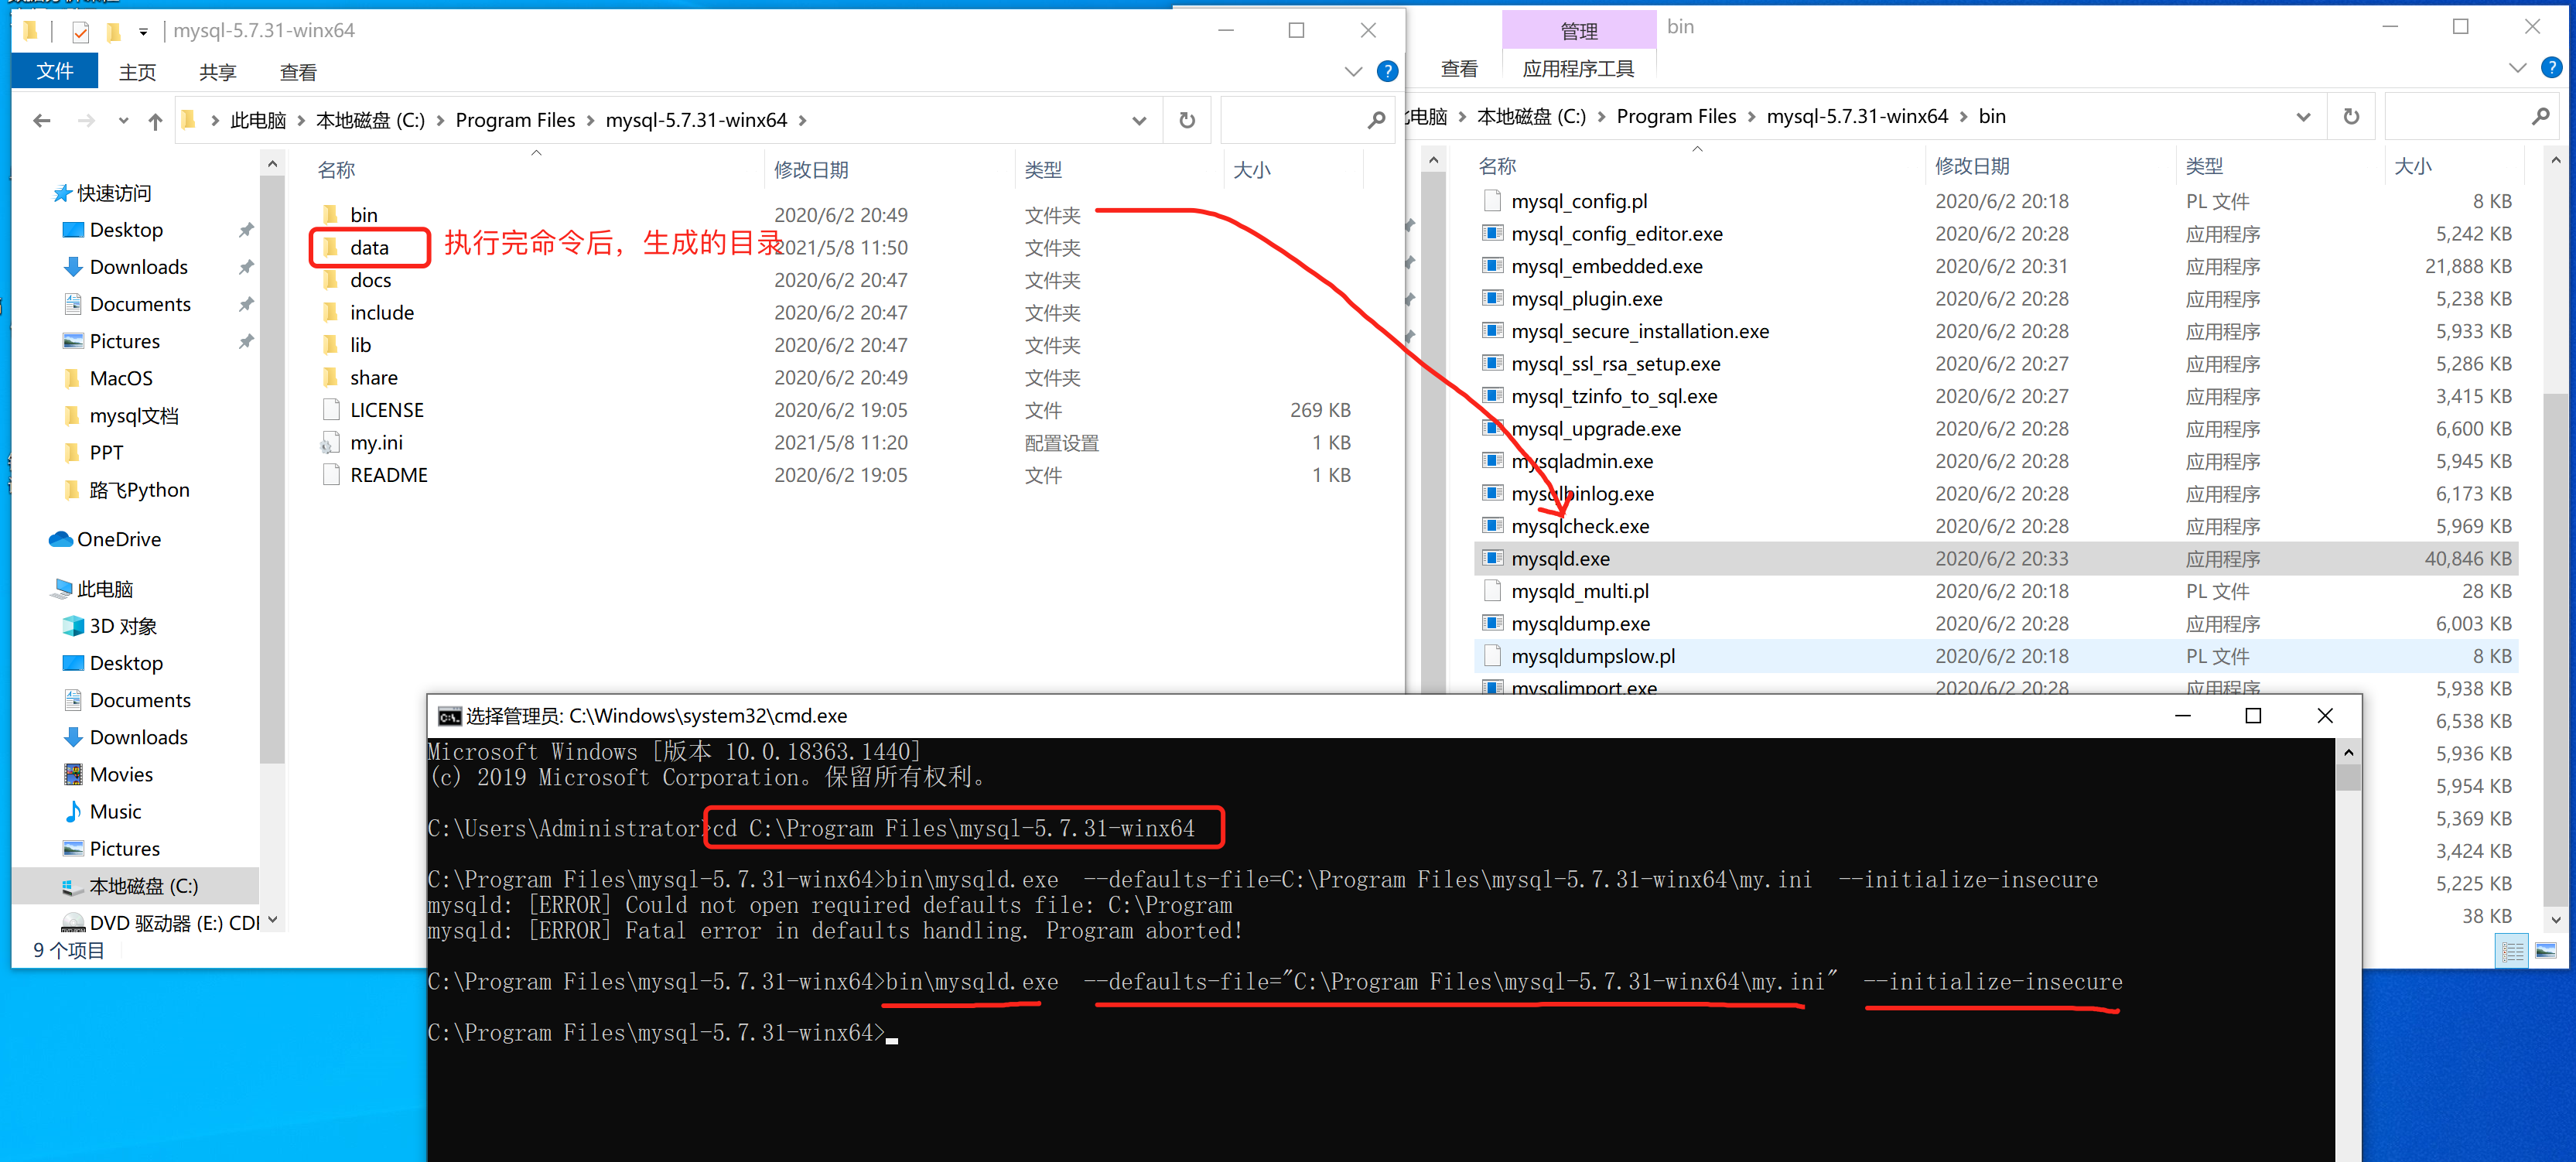 mysql-5.7.31-winx64
文件 主页 共享 查看
此电脑 本地磁盘 (C:) Program Files mysql-5.7.31-winx64
名称 修改日期 类型 大小
快速访问
Desktop
Downloads
Documents
Pictures
MacOS
mysql文档
PPT
路飞Python
OneDrive
此电脑
3D 对象
Desktop
Documents
Downloads
Movies
Music
Pictures
本地磁盘 (C:)
DVD 驱动器 (E:) CDI
9 个项目
bin 2020/6/2 20:49 文件夹
data 2021/5/8 11:50 文件夹
执行完命令后，生成的目录
docs 2020/6/2 20:47 文件夹
include 2020/6/2 20:47 文件夹
lib 2020/6/2 20:47 文件夹
share 2020/6/2 20:49 文件夹
LICENSE 2020/6/2 19:05 文件 269 KB
my.ini 2021/5/8 11:20 配置设置 1 KB
README 2020/6/2 19:05 文件 1 KB
管理 bin
查看 应用程序工具
电脑 本地磁盘 (C:) Program Files mysql-5.7.31-winx64 bin
名称 修改日期 类型 大小
mysql_config.pl 2020/6/2 20:18 PL 文件 8 KB
mysql_config_editor.exe 2020/6/2 20:28 应用程序 5,242 KB
mysql_embedded.exe 2020/6/2 20:31 应用程序 21,888 KB
mysql_plugin.exe 2020/6/2 20:28 应用程序 5,238 KB
mysql_secure_installation.exe 2020/6/2 20:28 应用程序 5,933 KB
mysql_ssl_rsa_setup.exe 2020/6/2 20:27 应用程序 5,286 KB
mysql_tzinfo_to_sql.exe 2020/6/2 20:27 应用程序 3,415 KB
mysql_upgrade.exe 2020/6/2 20:28 应用程序 6,600 KB
mysqladmin.exe 2020/6/2 20:28 应用程序 5,945 KB
mysqlbinlog.exe 2020/6/2 20:28 应用程序 6,173 KB
mysqlcheck.exe 2020/6/2 20:28 应用程序 5,969 KB
mysqld.exe 2020/6/2 20:33 应用程序 40,846 KB
mysqld_multi.pl 2020/6/2 20:18 PL 文件 28 KB
mysqldump.exe 2020/6/2 20:28 应用程序 6,003 KB
mysqldumpslow.pl 2020/6/2 20:18 PL 文件 8 KB
mysqlimport.exe 2020/6/2 20:28 应用程序 5,938 KB
6,538 KB
5,936 KB
5,954 KB
5,369 KB
3,424 KB
5,225 KB
38 KB
选择管理员: C:\Windows\system32\cmd.exe
Microsoft Windows [版本 10.0.18363.1440]
(c) 2019 Microsoft Corporation。保留所有权利。
C:\Users\Administrator>cd C:\Program Files\mysql-5.7.31-winx64
C:\Program Files\mysql-5.7.31-winx64>bin\mysqld.exe --defaults-file=C:\Program Files\mysql-5.7.31-winx64\my.ini --initialize-insecure
mysqld: [ERROR] Could not open required defaults file: C:\Program
mysqld: [ERROR] Fatal error in defaults handling. Program aborted!
C:\Program Files\mysql-5.7.31-winx64>bin\mysqld.exe --defaults-file="C:\Program Files\mysql-5.7.31-winx64\my.ini" --initialize-insecure
C:\Program Files\mysql-5.7.31-winx64>